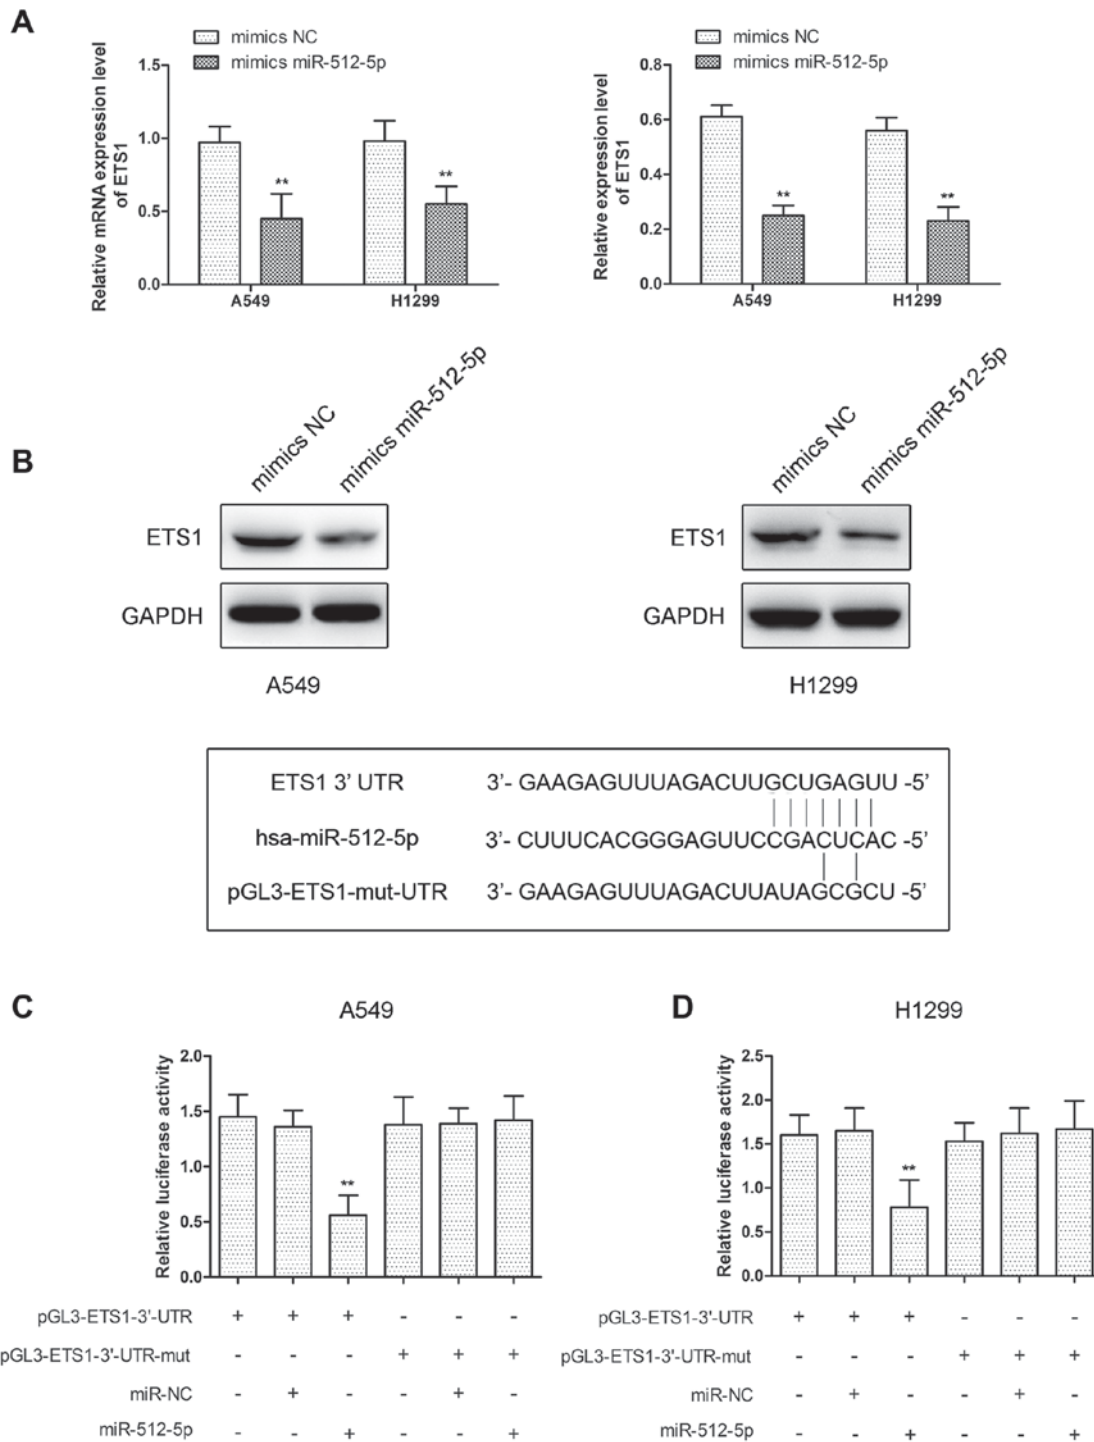 A
mimics NC
mimics miR-512-5p
Relative mRNA expression level
of ETS1
1.5
1.0
0.5
0.0
A549
H1299
**
**
mimics NC
mimics miR-512-5p
Relative expression level
of ETS1
0.8
0.6
0.4
0.2
0.0
A549
H1299
**
**
B
mimics NC
mimics miR-512-5p
ETS1
GAPDH
A549
mimics NC
mimics miR-512-5p
ETS1
GAPDH
H1299
ETS1 3' UTR 3'- GAAGAGUUUAGACUUGCUGAGUU -5'
hsa-miR-512-5p 3'- CUUUCACGGGAGUUCCGACUCAC -5'
pGL3-ETS1-mut-UTR 3'- GAAGAGUUUAGACUUAUAGCGCU -5'
C
A549
Relative luciferase activity
2.0
1.5
1.0
0.5
0.0
**
pGL3-ETS1-3'-UTR + + + - - -
pGL3-ETS1-3'-UTR-mut - - - + + +
miR-NC - + - - + -
miR-512-5p - - + - - +
D
H1299
Relative luciferase activity
2.5
2.0
1.5
1.0
0.5
0.0
**
pGL3-ETS1-3'-UTR + + + - - -
pGL3-ETS1-3'-UTR-mut - - - + + +
miR-NC - + - - + -
miR-512-5p - - + - - +